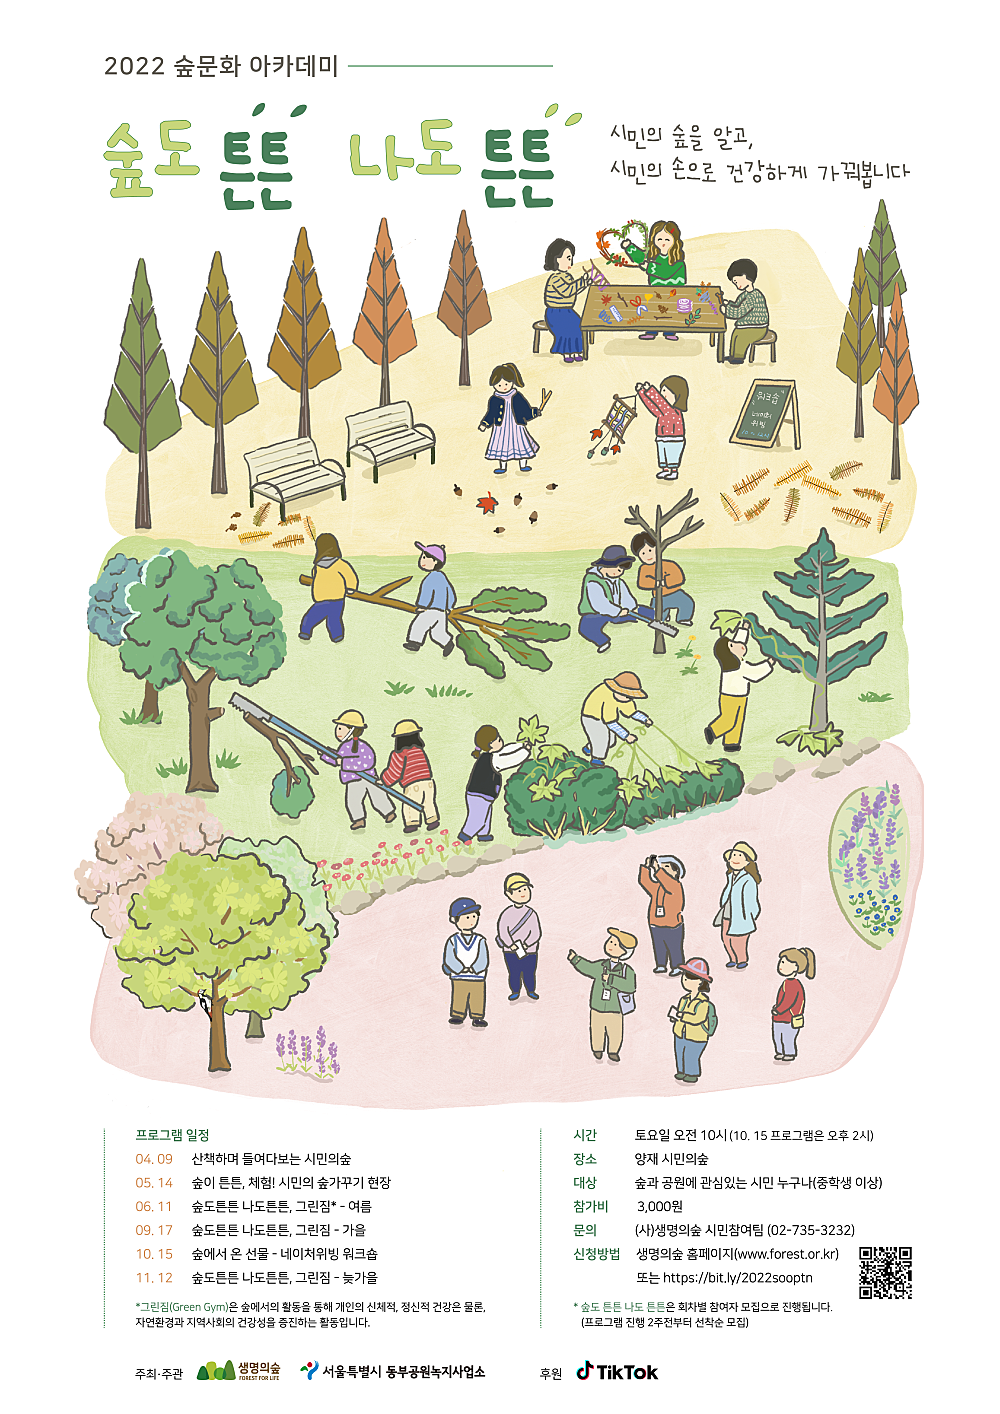 2022 숲문화 아카데미
숲도 튼튼 나도 튼튼
시민의 숲을 알고,
시민의 손으로 건강하게 가꿔봅니다
워크숍
네이처
위빙
프로그램 일정
04. 09 산책하며 들여다보는 시민의숲
05. 14 숲이 튼튼, 체험! 시민의 숲가꾸기 현장
06. 11 숲도튼튼 나도튼튼, 그린짐* - 여름
09. 17 숲도튼튼 나도튼튼, 그린짐 - 가을
10. 15 숲에서 온 선물 - 네이처위빙 워크숍
11. 12 숲도튼튼 나도튼튼, 그린짐 - 늦가을
*그린짐(Green Gym)은 숲에서의 활동을 통해 개인의 신체적, 정신적 건강은 물론,
자연환경과 지역사회의 건강성을 증진하는 활동입니다.
시간 토요일 오전 10시 (10. 15 프로그램은 오후 2시)
장소 양재 시민의숲
대상 숲과 공원에 관심있는 시민 누구나(중학생 이상)
참가비 3,000원
문의 (사)생명의숲 시민참여팀 (02-735-3232)
신청방법 생명의숲 홈페이지(www.forest.or.kr)
또는 https://bit.ly/2022sooptn
* 숲도 튼튼 나도 튼튼은 회차별 참여자 모집으로 진행됩니다.
(프로그램 진행 2주전부터 선착순 모집)
주최·주관 생명의숲 FOREST FOR LIFE 서울특별시 동부공원녹지사업소 후원 TikTok